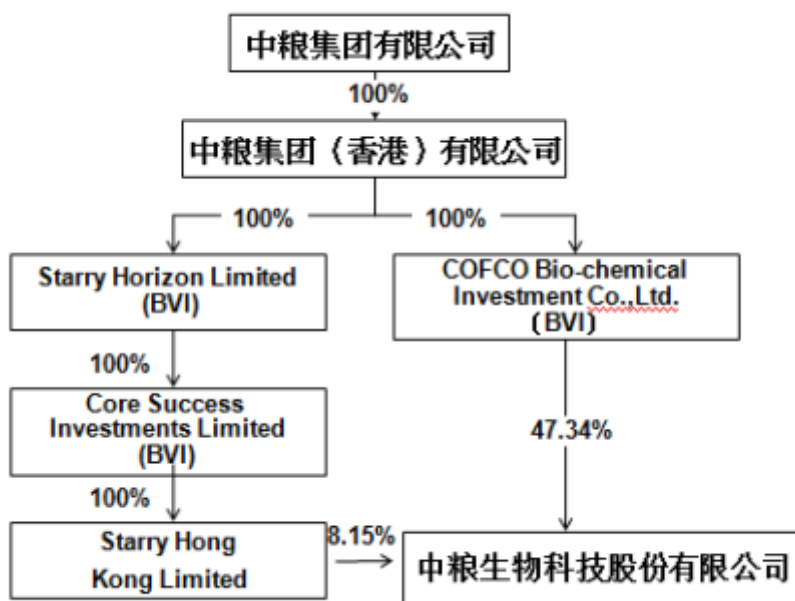 中粮集团有限公司
100%
中粮集团（香港）有限公司
100%
100%
Starry Horizon Limited
(BVI)
COFCO Bio-chemical
Investment Co.,Ltd.
（BVI）
100%
Core Success
Investments Limited
(BVI)
47.34%
100%
Starry Hong
Kong Limited
8.15%
中粮生物科技股份有限公司